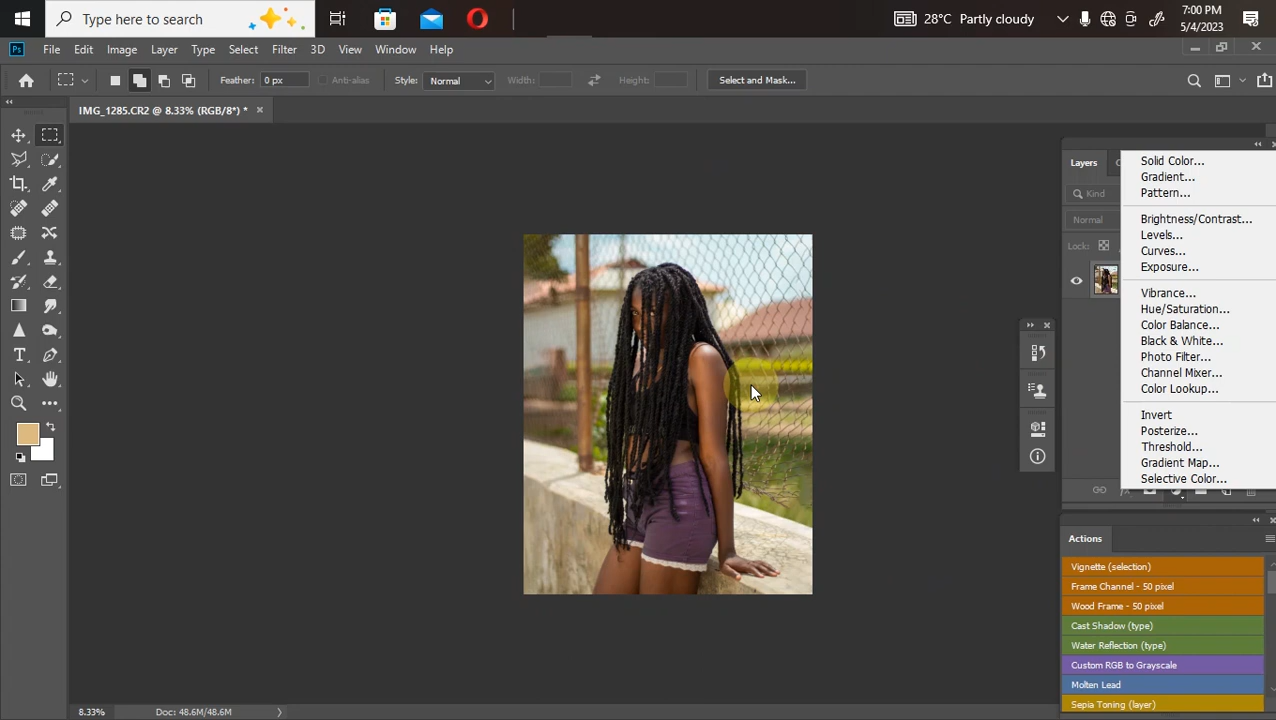 Type here to search
28°C Partly cloudy
7:00 PM
5/4/2023
Ps File Edit Image Layer Type Select Filter 3D View Window Help
Feather: 0 px Anti-alias Style: Normal Width: Height: Select and Mask...
IMG_1285.CR2 @ 8.33% (RGB/8*) * ×
Layers
Kind
Normal
Lock:
Solid Color...
Gradient...
Pattern...
Brightness/Contrast...
Levels...
Curves...
Exposure...
Vibrance...
Hue/Saturation...
Color Balance...
Black & White...
Photo Filter...
Channel Mixer...
Color Lookup...
Invert
Posterize...
Threshold...
Gradient Map...
Selective Color...
fx
Actions
Vignette (selection)
Frame Channel - 50 pixel
Wood Frame - 50 pixel
Cast Shadow (type)
Water Reflection (type)
Custom RGB to Grayscale
Molten Lead
Sepia Toning (layer)
8.33% Doc: 48.6M/48.6M